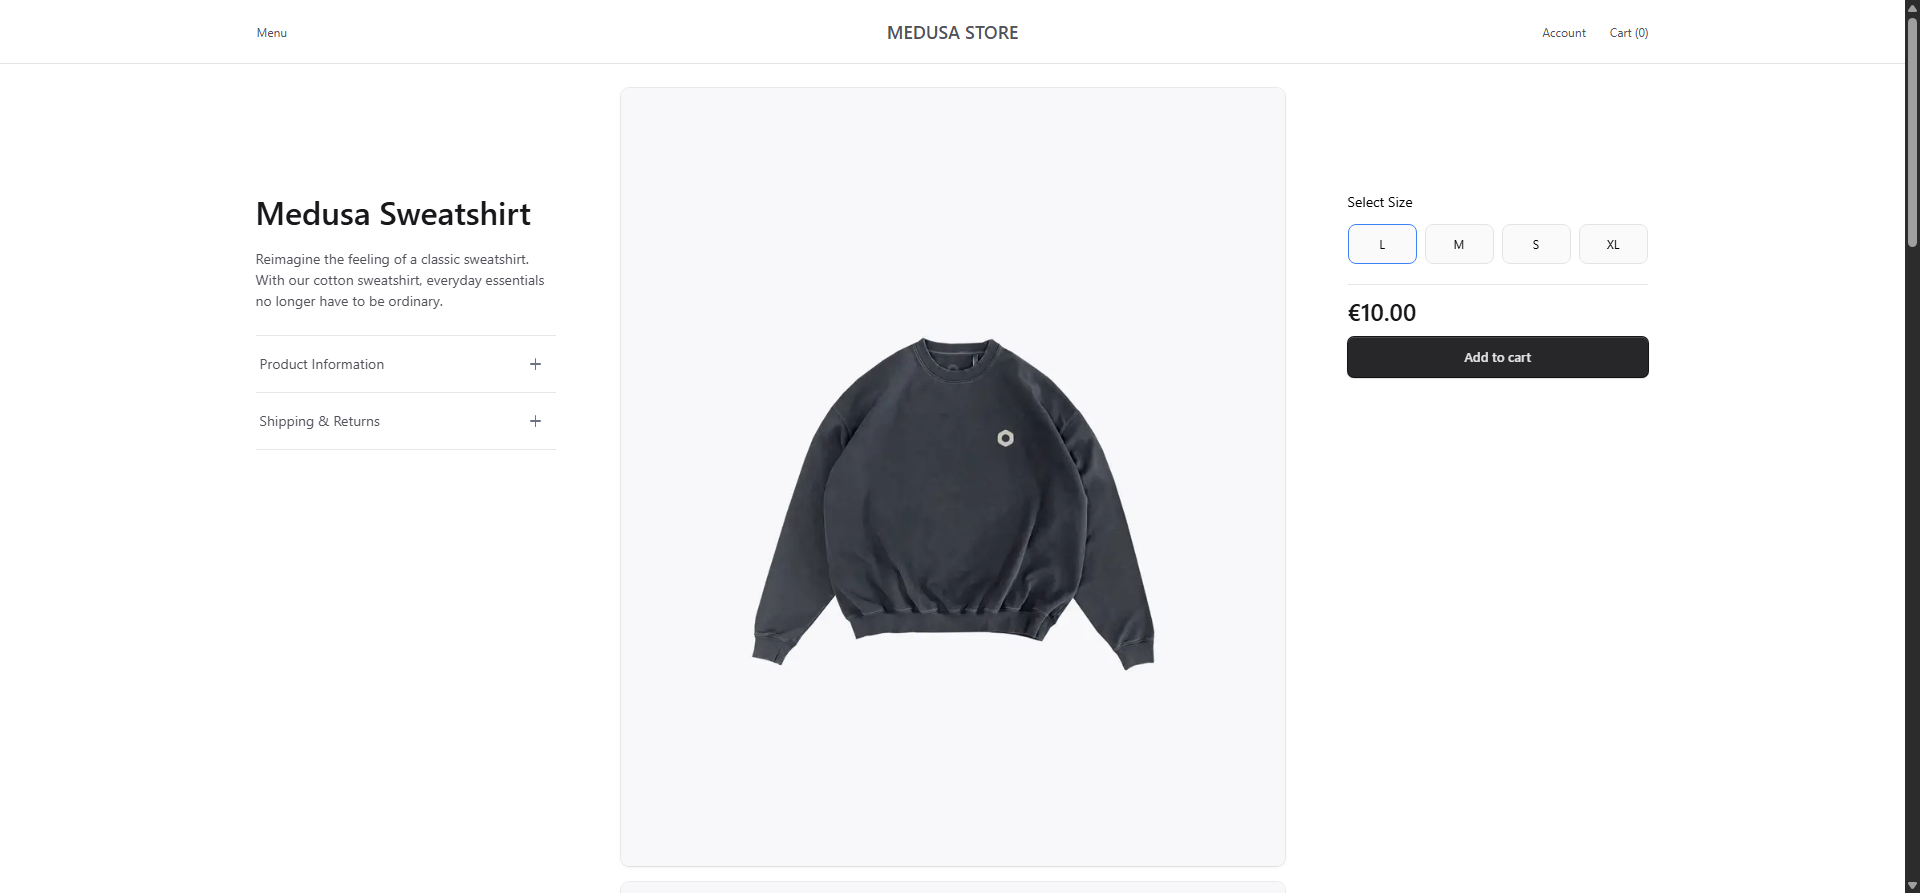 Menu
MEDUSA STORE
Account
Cart (0)
Medusa Sweatshirt
Reimagine the feeling of a classic sweatshirt.
With our cotton sweatshirt, everyday essentials
no longer have to be ordinary.
Product Information
Shipping & Returns
Select Size
L
M
S
XL
€10.00
Add to cart